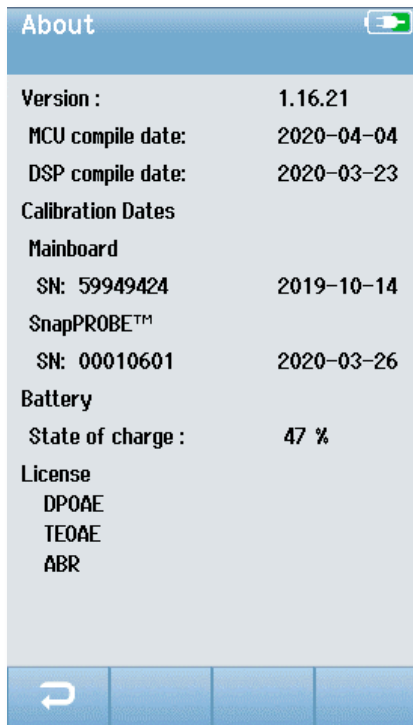 About
Version : 1.16.21
MCU compile date: 2020-04-04
DSP compile date: 2020-03-23
Calibration Dates
Mainboard
SN: 59949424 2019-10-14
SnapPROBE™
SN: 00010601 2020-03-26
Battery
State of charge : 47 %
License
DPOAE
TEOAE
ABR